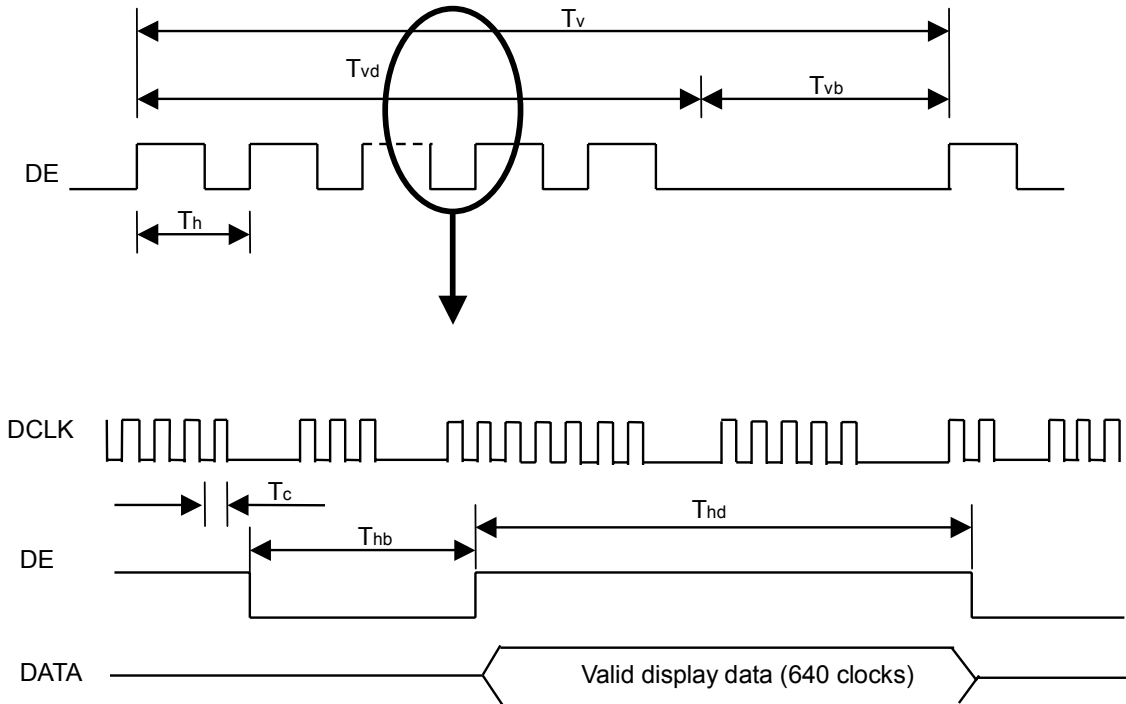 Tv
Tvd
Tvb
DE
Th
DCLK
Tc
Thd
Thb
DE
DATA
Valid display data (640 clocks)